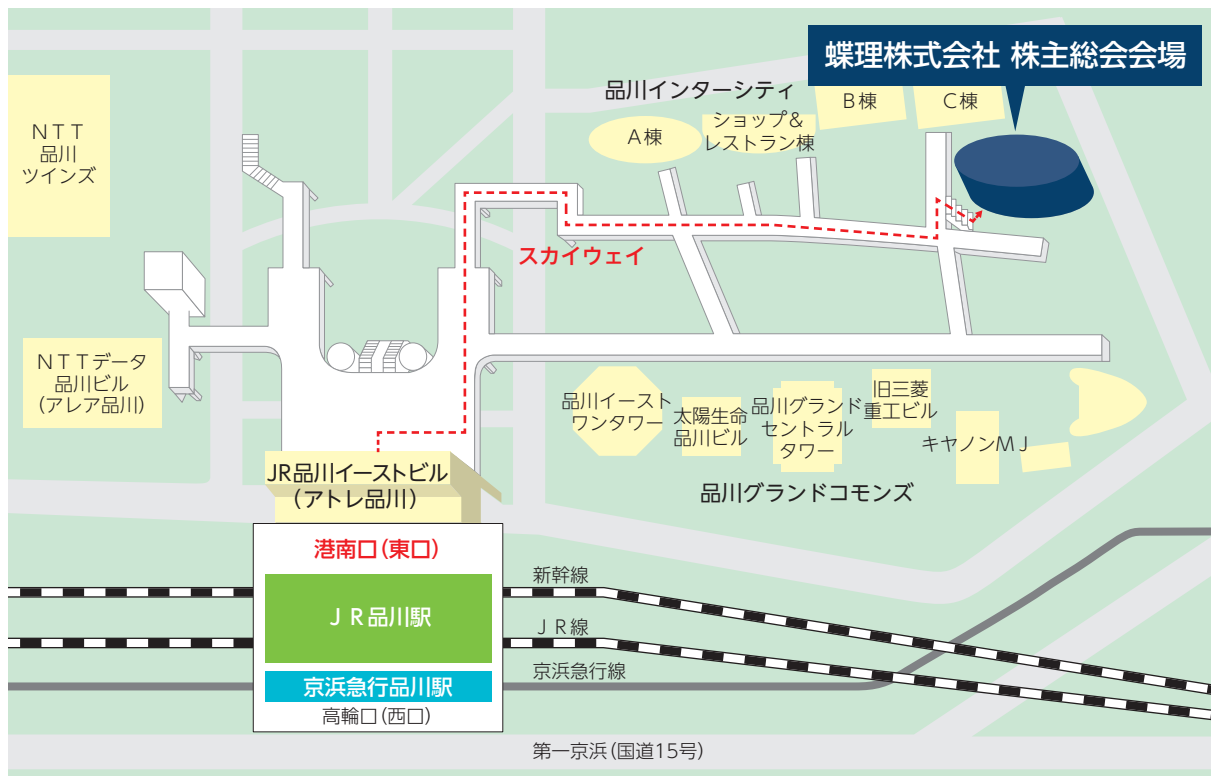 蝶理株式会社 株主総会会場
品川インターシティ
A棟
ショップ&
レストラン棟
B棟
C棟
NTT
品川
ツインズ
スカイウェイ
NTTデータ
品川ビル
(アレア品川)
品川イースト
ワンタワー
太陽生命
品川ビル
品川グランド
セントラル
タワー
旧三菱
重工ビル
キヤノンMJ
品川グランドコモンズ
JR品川イーストビル
(アトレ品川)
港南口(東口)
JR品川駅
京浜急行品川駅
高輪口(西口)
新幹線
JR線
京浜急行線
第一京浜(国道15号)